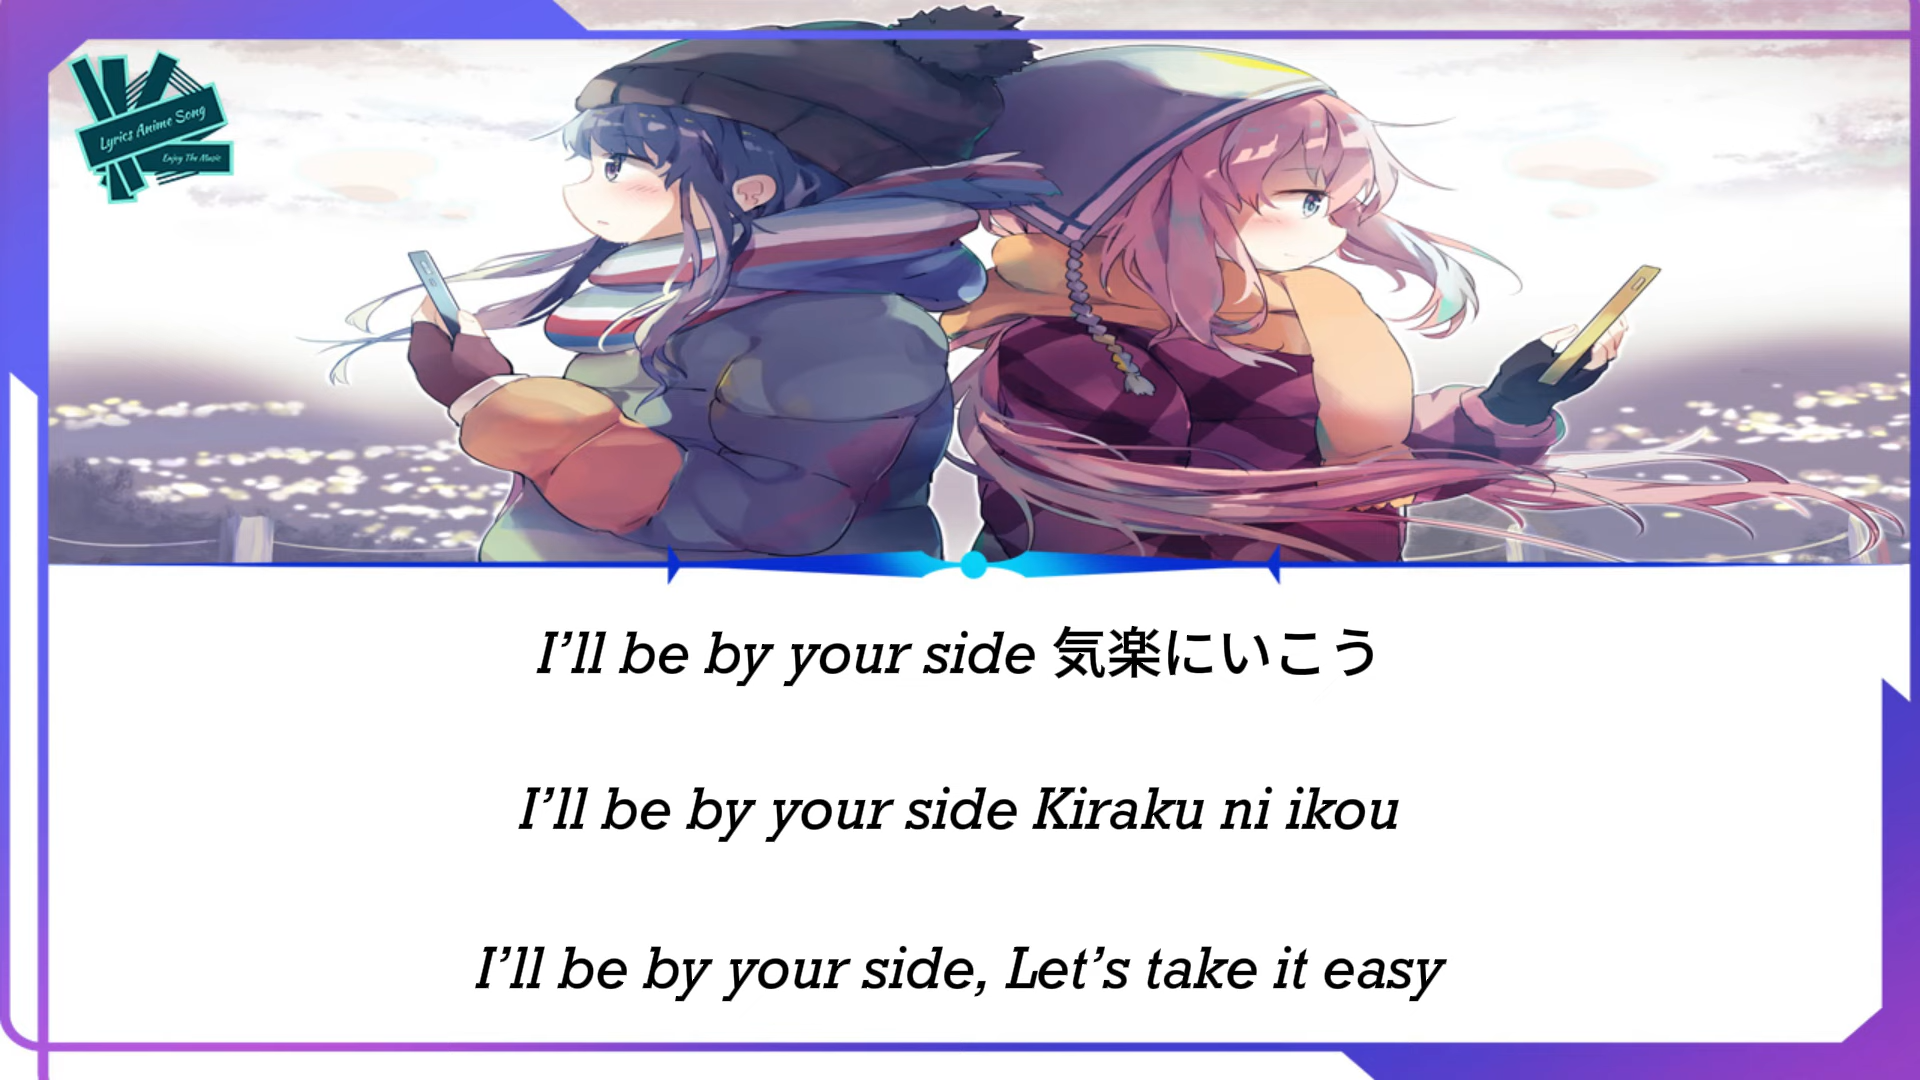 Lyrics Anime Song
Enjoy The Music
I’ll be by your side 気楽にいこう
I’ll be by your side Kiraku ni ikou
I’ll be by your side, Let’s take it easy